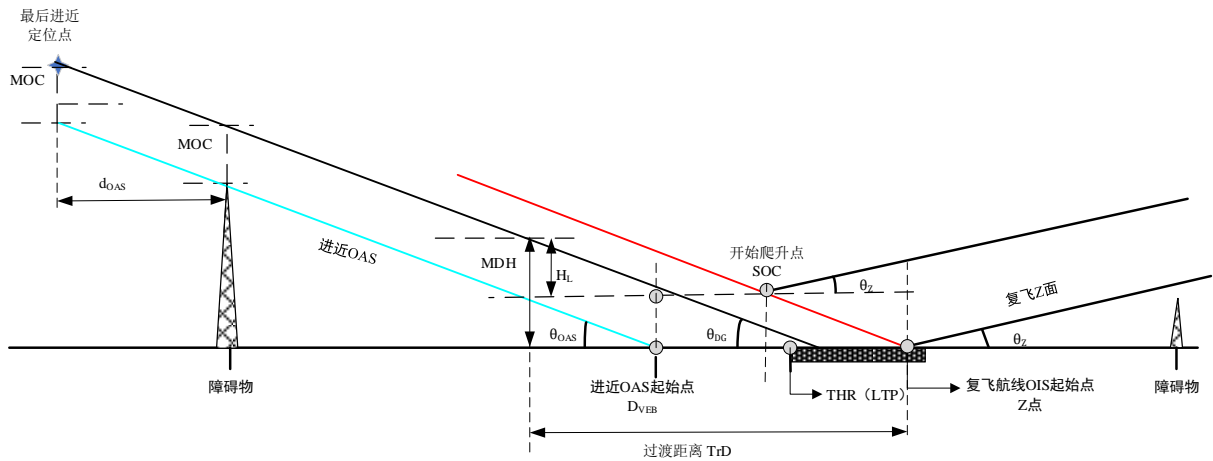 最后进近
定位点
MOC
MOC
dOAS
进近OAS
MDH
HL
开始爬升点
SOC
θZ
复飞Z面
θOAS
θDG
θZ
障碍物
进近OAS起始点
DVEB
THR（LTP）
复飞航线OIS起始点
Z点
障碍物
过渡距离 TrD